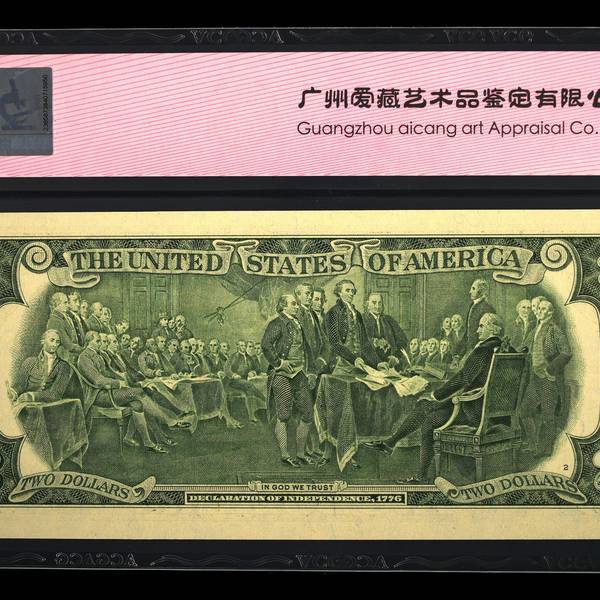 广州爱藏艺术品鉴定有限
Guangzhou aicang art Appraisal Co.
THE UNITED STATES OF AMERICA
TWO DOLLARS
IN GOD WE TRUST
2
TWO DOLLARS
DECLARATION OF INDEPENDENCE, 1776